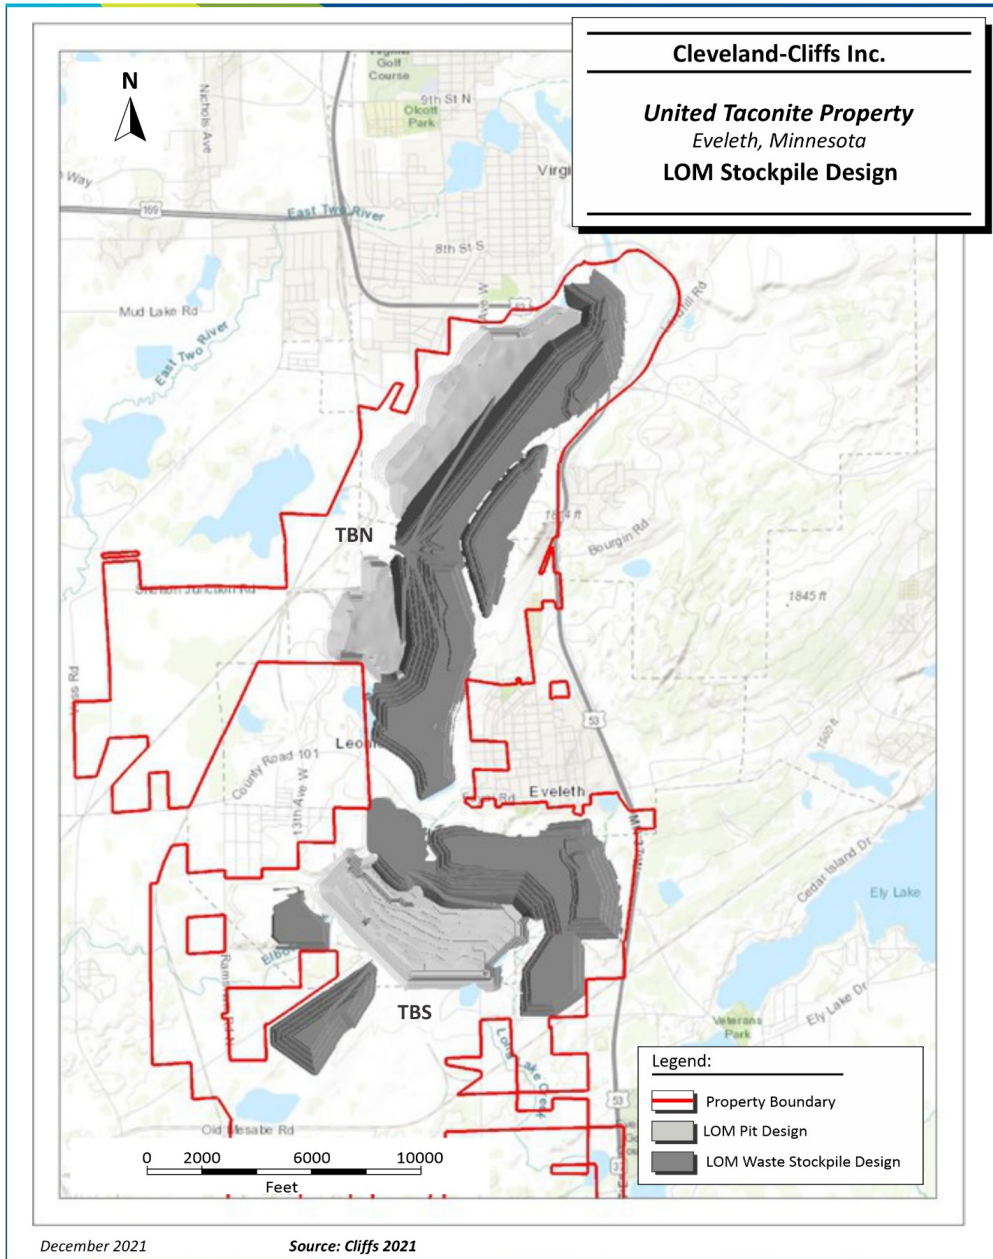 Cleveland-Cliffs Inc.
United Taconite Property
Eveleth, Minnesota
LOM Stockpile Design
N
Golf
Course
9th St N
Olcott
Park
Nichols Ave
Way
169
East Two River
8th St S
Mud Lake Rd
East Two River
Ave W
TBN
Bourgin Rd
1845 ft
53
County Road 101
13th Ave W
Eveleth
Cedar Island Dr
Ely Lake
Ely Lake Dr
Veterans
Park
TBS
Old Mesabe Rd
53
37
0 2000 6000 10000
Feet
Legend:
Property Boundary
LOM Pit Design
LOM Waste Stockpile Design
December 2021
Source: Cliffs 2021